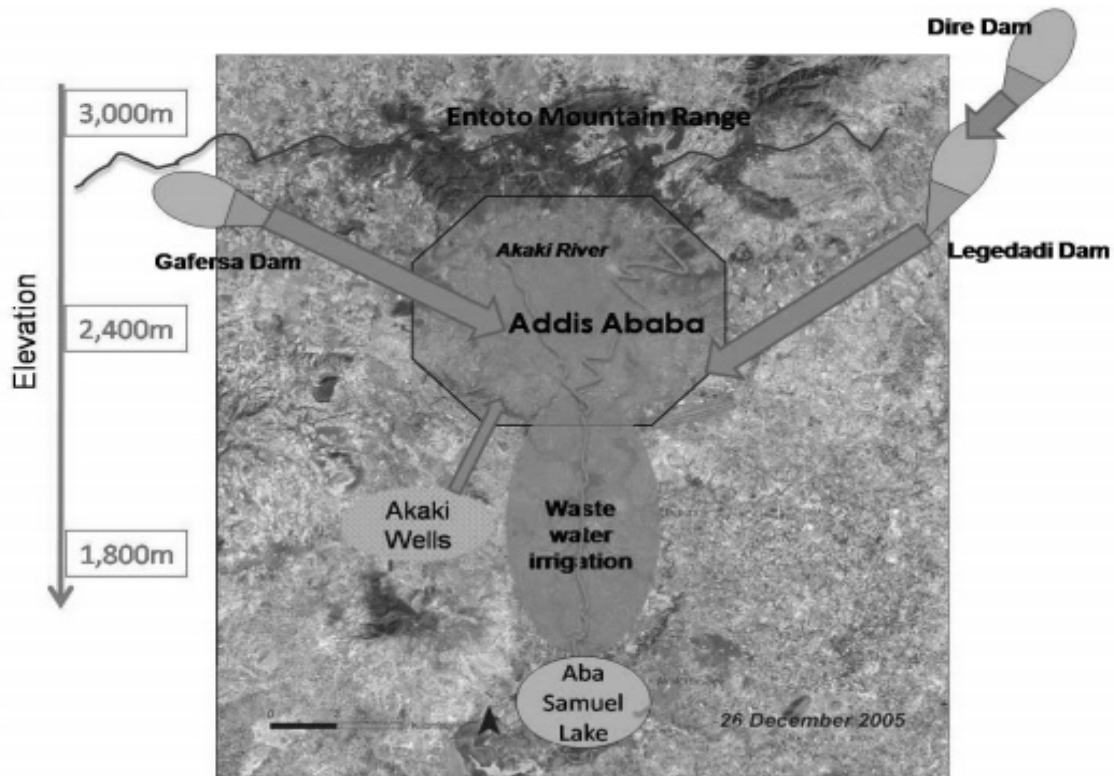 Dire Dam
3,000m
Entoto Mountain Range
Akaki River
Gafersa Dam
Legedadi Dam
Elevation
2,400m
Addis Ababa
Akaki
Wells
Waste
water
irrigation
1,800m
Aba
Samuel
Lake
0
26 December 2005